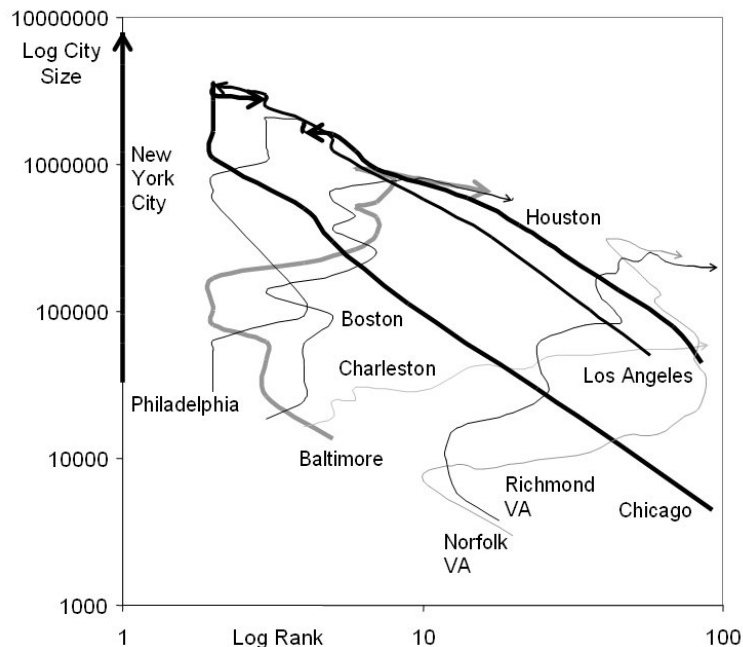 10000000
Log City
Size
1000000
New
York
City
Houston
100000
Boston
Charleston
Los Angeles
Philadelphia
Baltimore
10000
Richmond
VA
Chicago
Norfolk
VA
1000
1
Log Rank
10
100